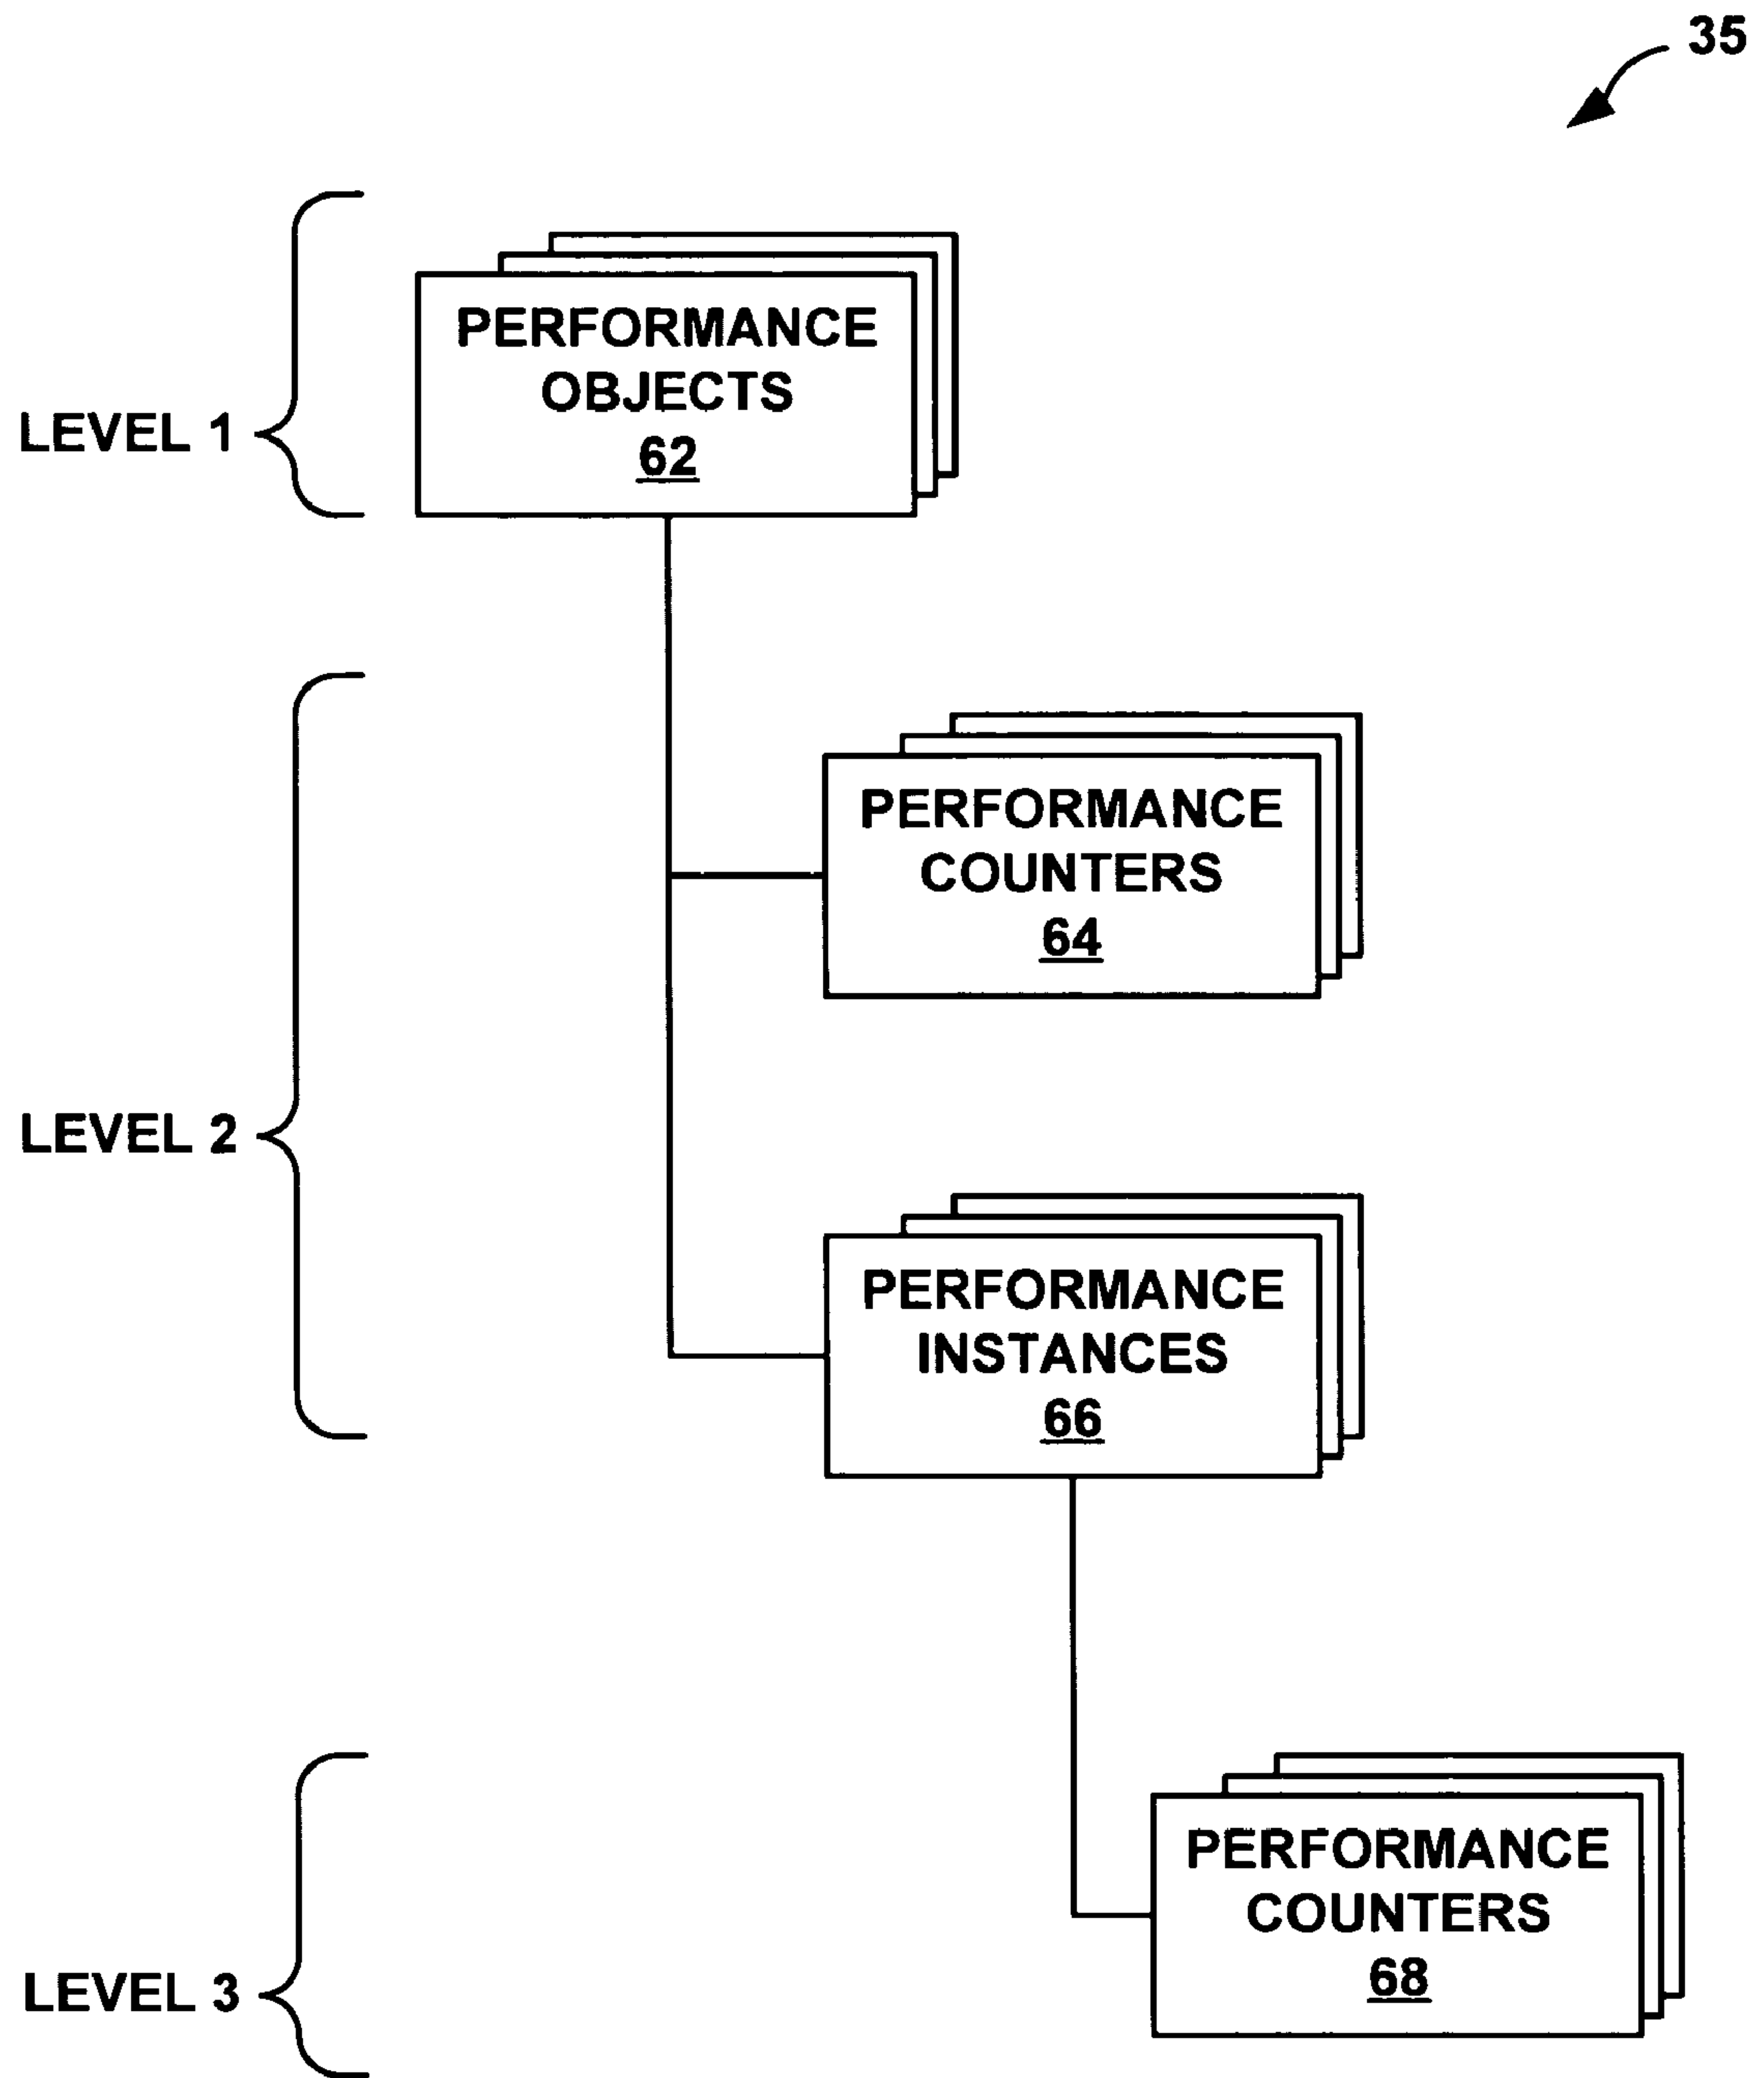 35
PERFORMANCE
OBJECTS
62
LEVEL 1
PERFORMANCE
COUNTERS
64
LEVEL 2
PERFORMANCE
INSTANCES
66
PERFORMANCE
COUNTERS
68
LEVEL 3